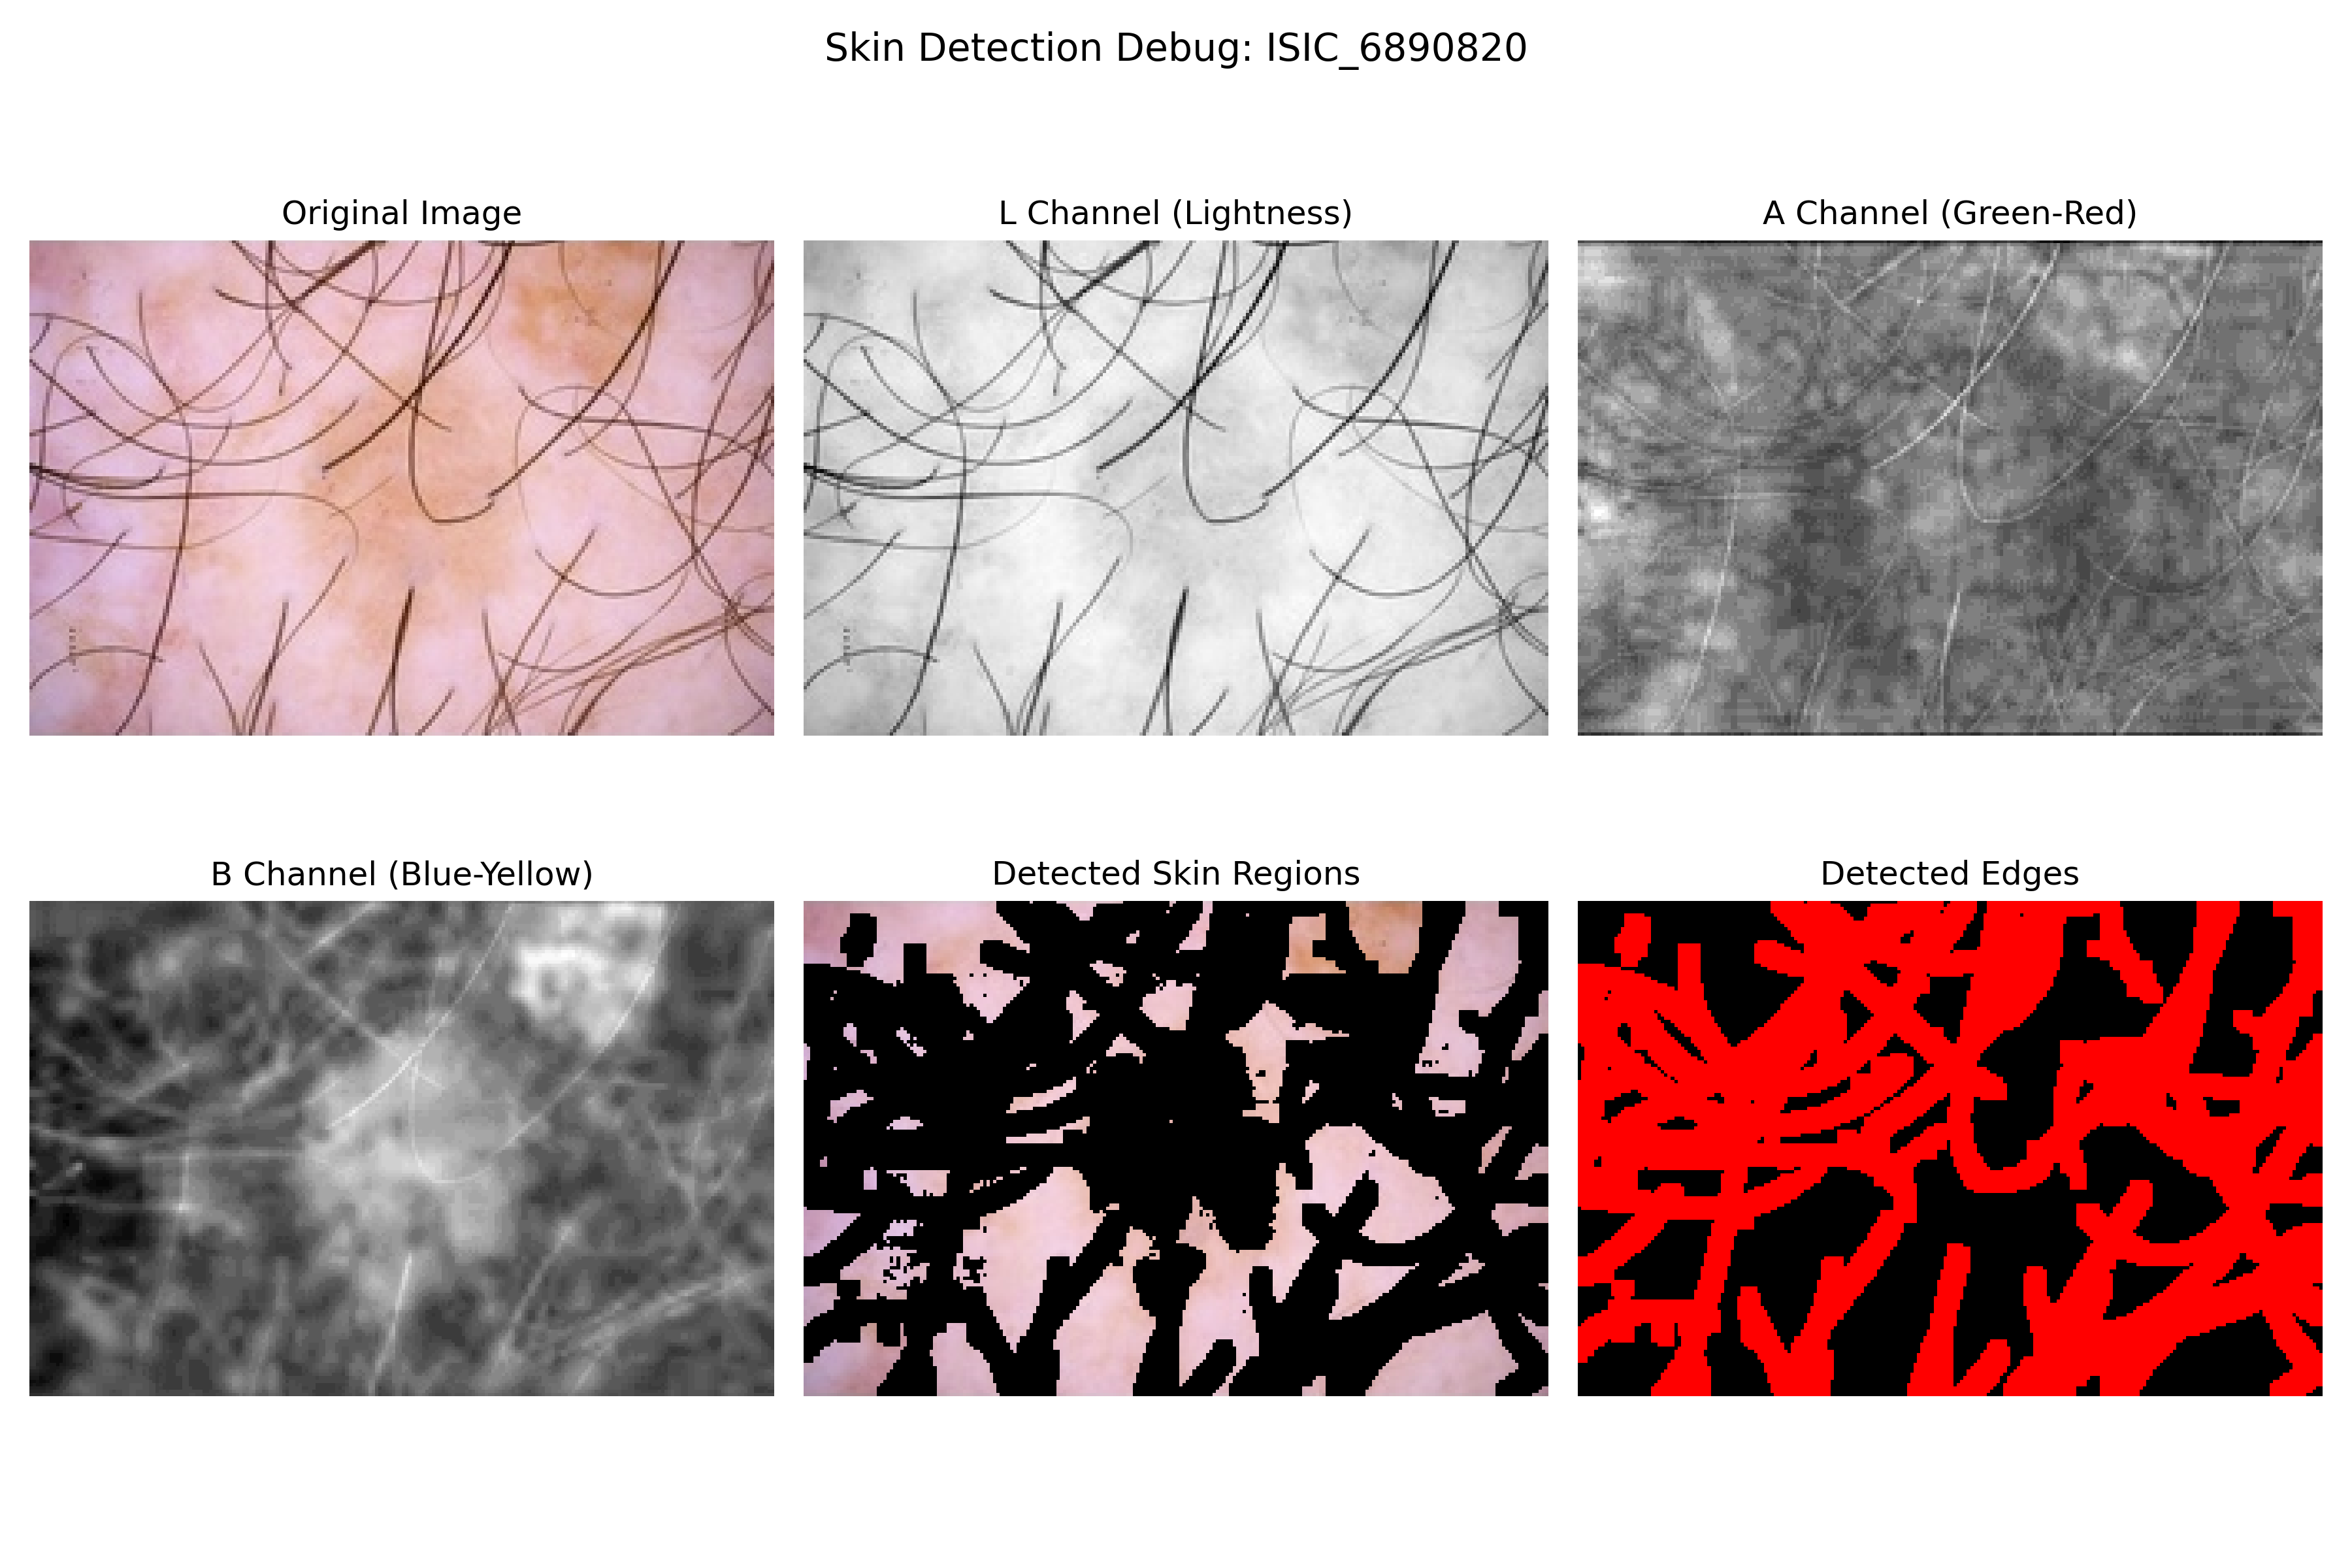 Skin Detection Debug: ISIC_6890820
Original Image
L Channel (Lightness)
A Channel (Green-Red)
B Channel (Blue-Yellow)
Detected Skin Regions
Detected Edges